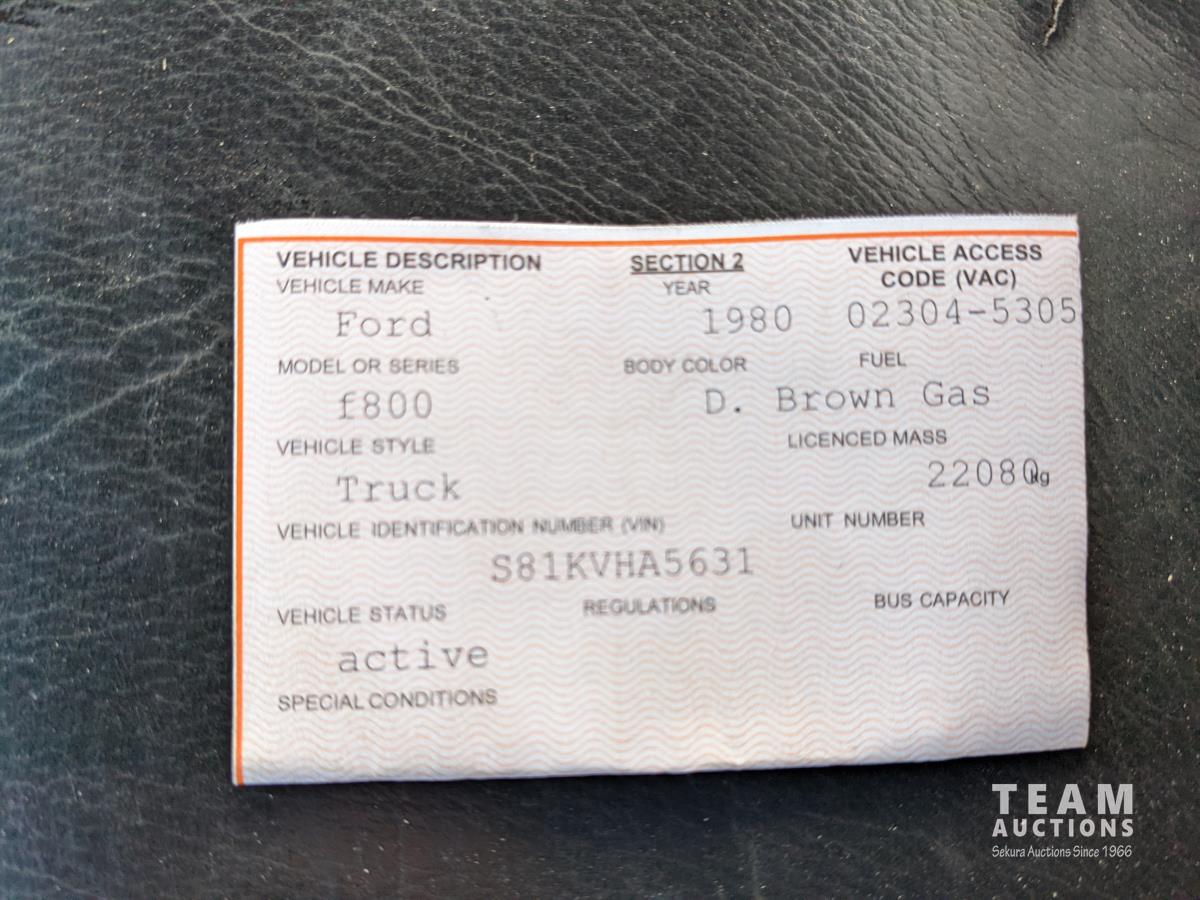 VEHICLE DESCRIPTION SECTION 2 VEHICLE ACCESS
CODE (VAC)
VEHICLE MAKE YEAR
Ford 1980 02304-5305
MODEL OR SERIES BODY COLOR FUEL
f800 D. Brown Gas
VEHICLE STYLE LICENCED MASS
Truck 22080kg
VEHICLE IDENTIFICATION NUMBER (VIN) UNIT NUMBER
S81KVHA5631
VEHICLE STATUS REGULATIONS BUS CAPACITY
active
SPECIAL CONDITIONS
TEAM
AUCTIONS
Sekura Auctions Since 1966